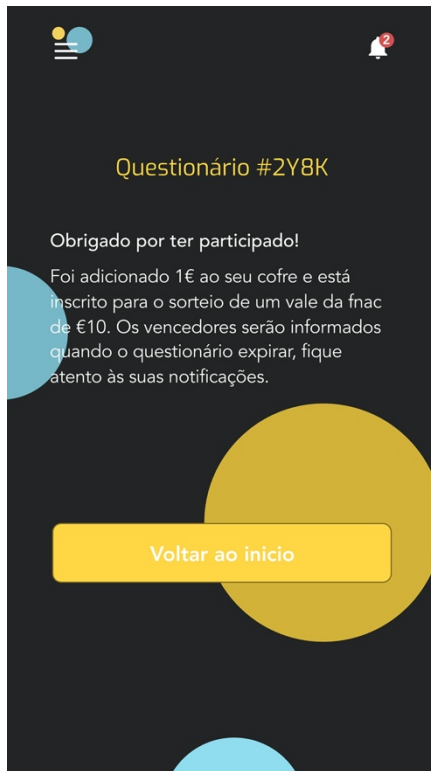 2
Questionário #2Y8K
Obrigado por ter participado!
Foi adicionado 1€ ao seu cofre e está
inscrito para o sorteio de um vale da fnac
de €10. Os vencedores serão informados
quando o questionário expirar, fique
atento às suas notificações.
Voltar ao inicio